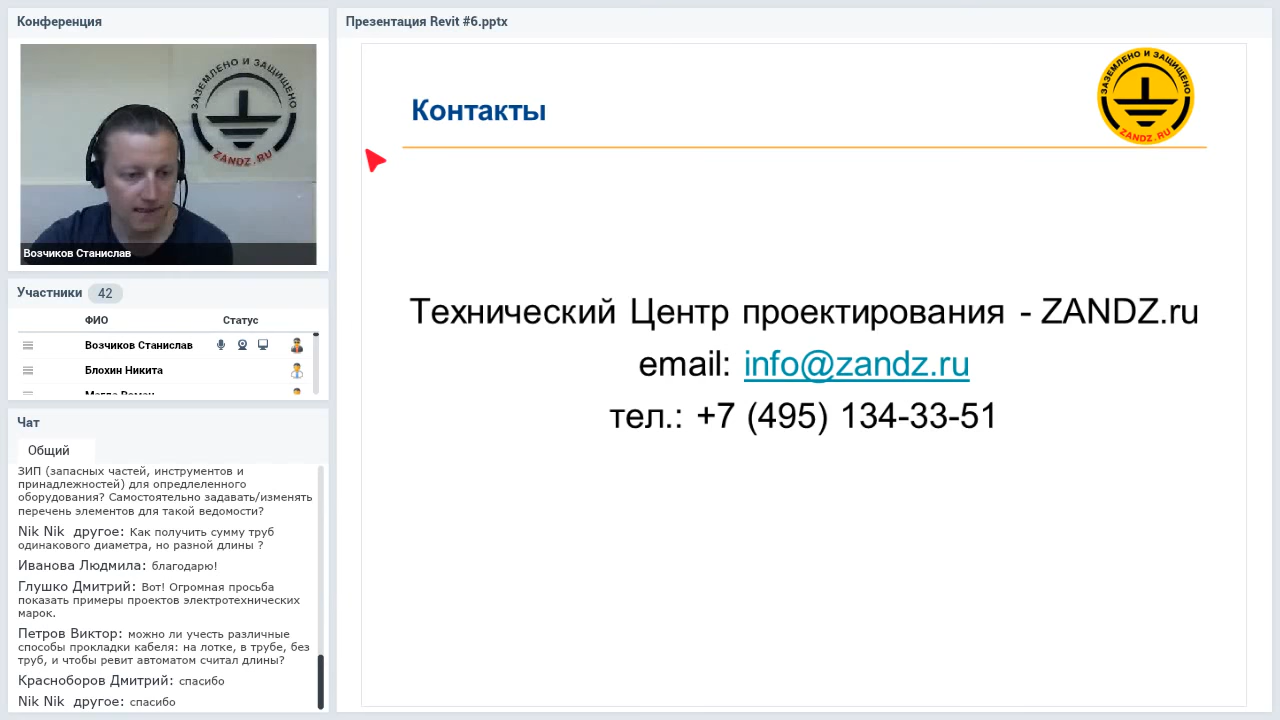 Конференция
ЗАЗЕМЛЕНО И ЗАЩИЩЕНО
ZANDZ.RU
Возчиков Станислав
Участники 42
ФИО Статус
Возчиков Станислав
Блохин Никита
Чат
Общий
ЗИП (запасных частей, инструментов и
принадлежностей) для опредлеленного
оборудования? Самостоятельно задавать/изменять
перечень элементов для такой ведомости?
Nik Nik другое: Как получить сумму труб
одинакового диаметра, но разной длины ?
Иванова Людмила: благодарю!
Глушко Дмитрий: Вот! Огромная просьба
показать примеры проектов электротехнических
марок.
Петров Виктор: можно ли учесть различные
способы прокладки кабеля: на лотке, в трубе, без
труб, и чтобы ревит автоматом считал длины?
Красноборов Дмитрий: спасибо
Nik Nik другое: спасибо
Презентация Revit #6.pptx
Контакты
ЗАЗЕМЛЕНО И ЗАЩИЩЕНО
ZANDZ.RU
Технический Центр проектирования - ZANDZ.ru
email: info@zandz.ru
тел.: +7 (495) 134-33-51